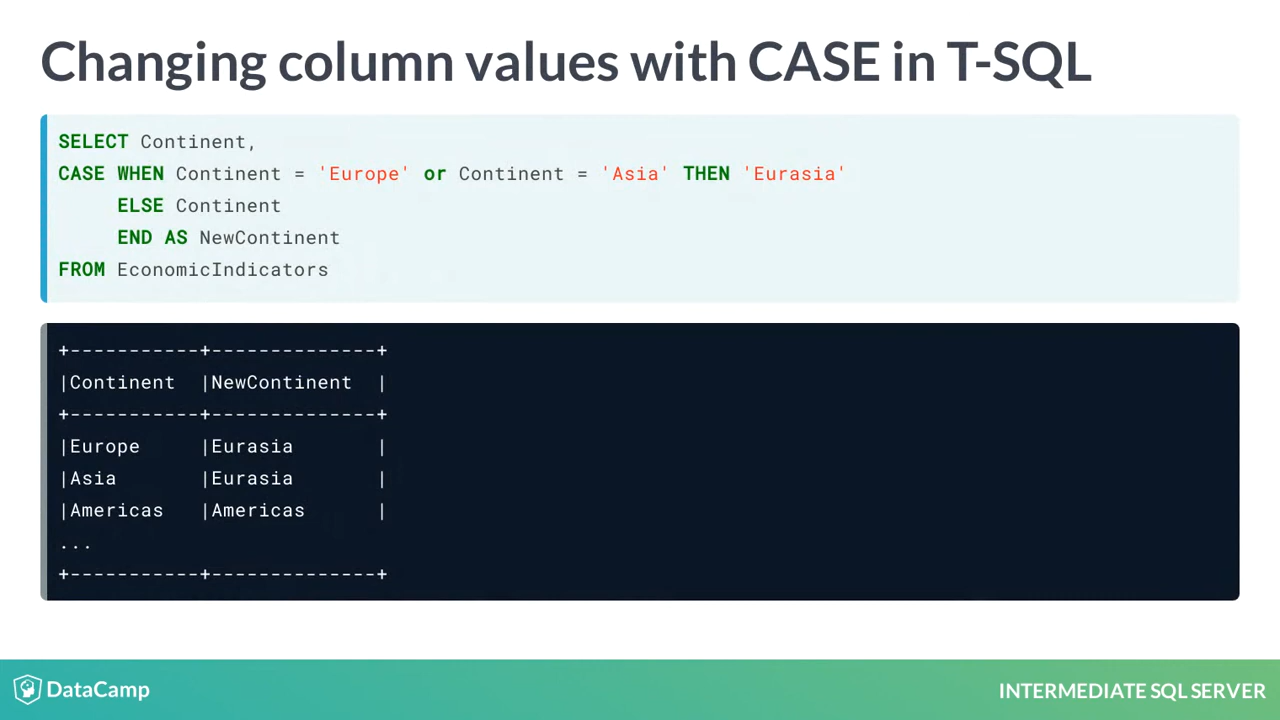 Changing column values with CASE in T-SQL
SELECT Continent,
CASE WHEN Continent = 'Europe' or Continent = 'Asia' THEN 'Eurasia'
     ELSE Continent
     END AS NewContinent
FROM EconomicIndicators
+-----------+--------------+
|Continent  |NewContinent  |
+-----------+--------------+
|Europe     |Eurasia       |
|Asia       |Eurasia       |
|Americas   |Americas      |
...
+-----------+--------------+
DataCamp
INTERMEDIATE SQL SERVER